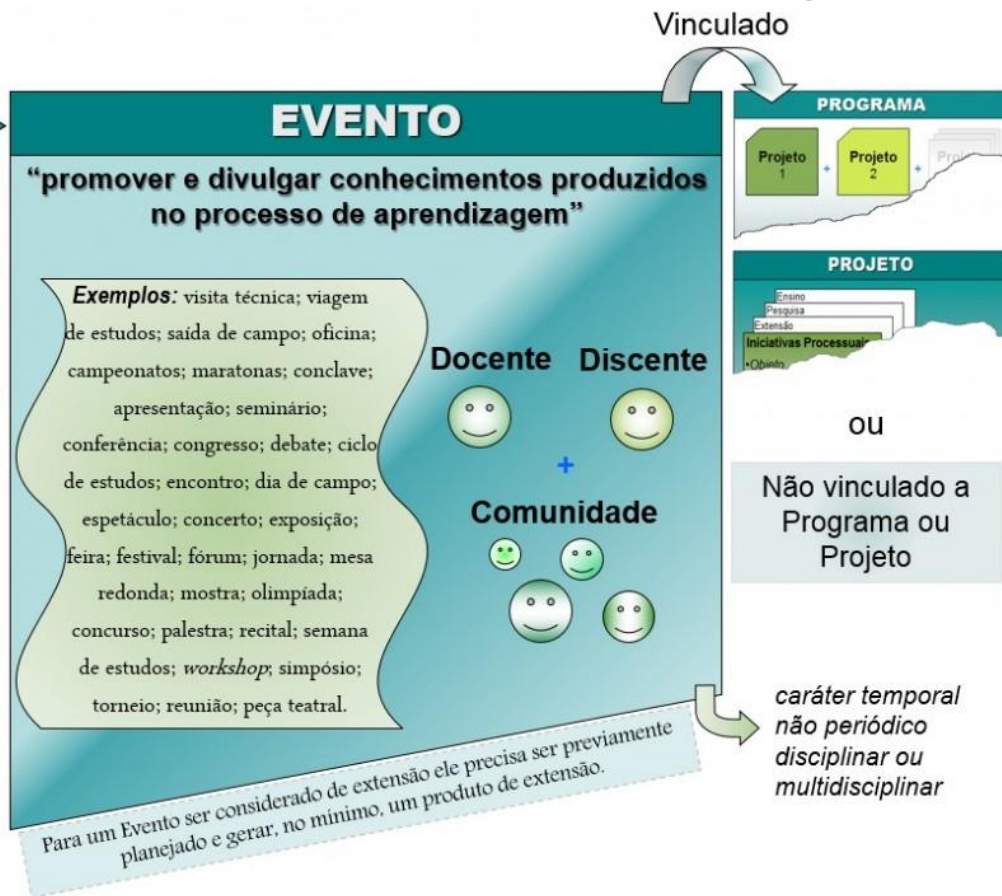 Vinculado
EVENTO
“promover e divulgar conhecimentos produzidos
no processo de aprendizagem”
Exemplos: visita técnica; viagem
de estudos; saída de campo; oficina;
campeonatos; maratonas; conclave;
apresentação; seminário;
conferência; congresso; debate; ciclo
de estudos; encontro; dia de campo;
espetáculo; concerto; exposição;
feira; festival; fórum; jornada; mesa
redonda; mostra; olimpíada;
concurso; palestra; recital; semana
de estudos; workshop; simpósio;
torneio; reunião; peça teatral.
Docente
Discente
+
Comunidade
Para um Evento ser considerado de extensão ele precisa ser previamente
planejado e gerar, no mínimo, um produto de extensão.
PROGRAMA
Projeto
1
+
Projeto
2
+
PROJETO
Ensino
Pesquisa
Extensão
Iniciativas Processuais
•Objeto
ou
Não vinculado a
Programa ou
Projeto
caráter temporal
não periódico
disciplinar ou
multidisciplinar